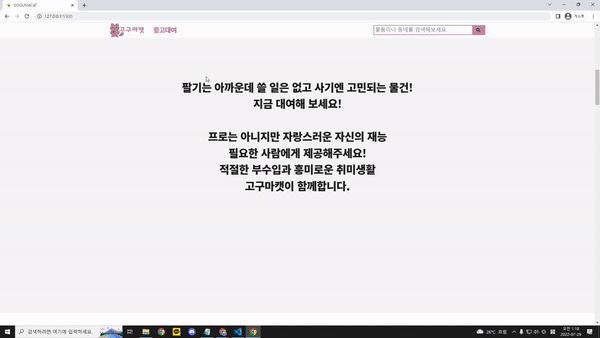 GOGUMACAT
127.0.0.1:5500
게스트
고구마캣 중고대여
물품이나 동네를 검색해보세요
팔기는 아까운데 쓸 일은 없고 사기엔 고민되는 물건!
지금 대여해 보세요!
프로는 아니지만 자랑스러운 자신의 재능
필요한 사람에게 제공해주세요!
적절한 부수입과 흥미로운 취미생활
고구마캣이 함께합니다.
검색하려면 여기에 입력하세요.
26°C 흐림
오전 1:18
2022-07-29